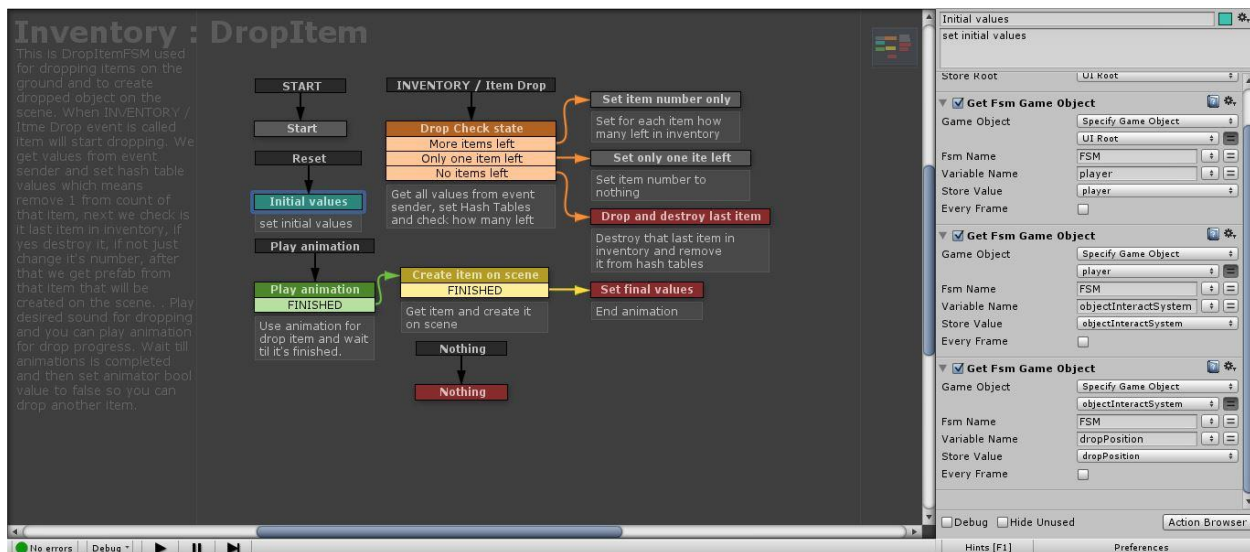 Inventory : DropItem
This is DropItemFSM used
for dropping items on the
ground and to create
dropped object on the
scene. When INVENTORY /
Itme Drop event is called
item will start dropping. We
get values from event
sender and set hash table
values which means
remove 1 from count of
that item, next we check is
it last item in inventory, if
yes destroy it, if not just
change it's number, after
that we get prefab from
that item that will be
created on the scene. . Play
desired sound for dropping
and you can play animation
for drop progress. Wait till
animations is completed
and then set animator bool
value to false so you can
drop another item.
START
Start
Reset
Initial values
set initial values
Play animation
Play animation
FINISHED
Use animation for
drop item and wait
til it's finished.
INVENTORY / Item Drop
Drop Check state
More items left
Only one item left
No items left
Get all values from event
sender, set Hash Tables
and check how many left
Create item on scene
FINISHED
Get item and create it
on scene
Nothing
Nothing
Set item number only
Set for each item how
many left in inventory
Set only one ite left
Set item number to
nothing
Drop and destroy last item
Destroy that last item in
inventory and remove
it from hash tables
Set final values
End animation
Initial values
set initial values
Store Root UI Root
Get Fsm Game Object
Game Object Specify Game Object
UI Root
Fsm Name FSM
Variable Name player
Store Value player
Every Frame
Get Fsm Game Object
Game Object Specify Game Object
player
Fsm Name FSM
Variable Name objectInteractSystem
Store Value objectInteractSystem
Every Frame
Get Fsm Game Object
Game Object Specify Game Object
objectInteractSystem
Fsm Name FSM
Variable Name dropPosition
Store Value dropPosition
Every Frame
Debug Hide Unused Action Browser
No errors Debug Hints [F1] Preferences